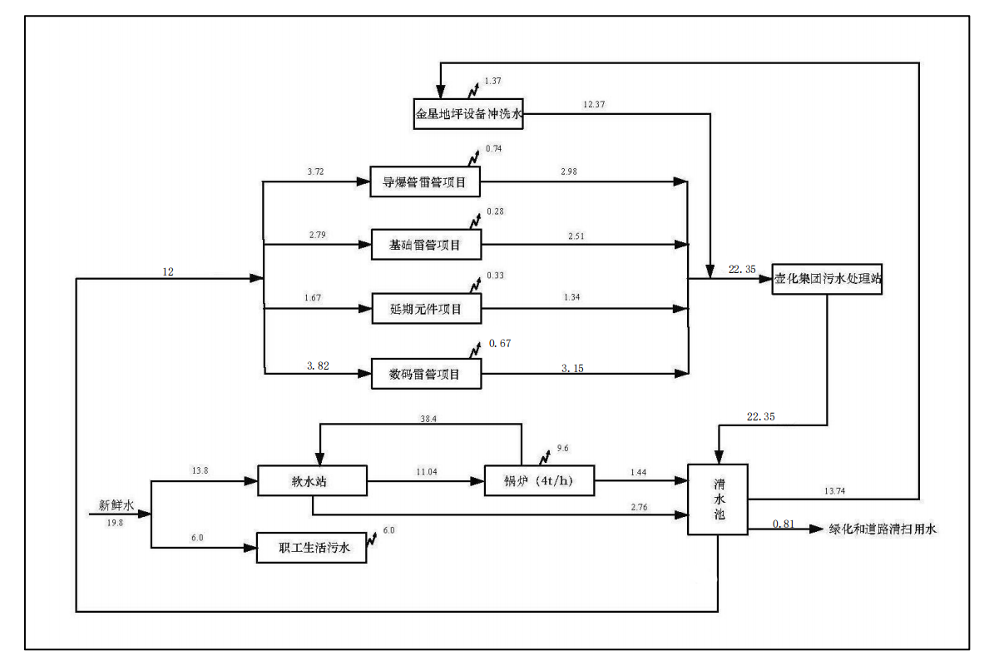 1.37
金星地坪设备冲洗水
12.37
0.74
3.72
导爆管雷管项目
2.98
0.28
2.79
基础雷管项目
2.51
12
22.35
壶化集团污水处理站
0.33
1.67
延期元件项目
1.34
0.67
3.82
数码雷管项目
3.15
22.35
38.4
9.6
13.8
软水站
11.04
锅炉 (4t/h)
1.44
清水池
13.74
新鲜水
19.8
2.76
0.81
绿化和道路清扫用水
6.0
职工生活污水
6.0